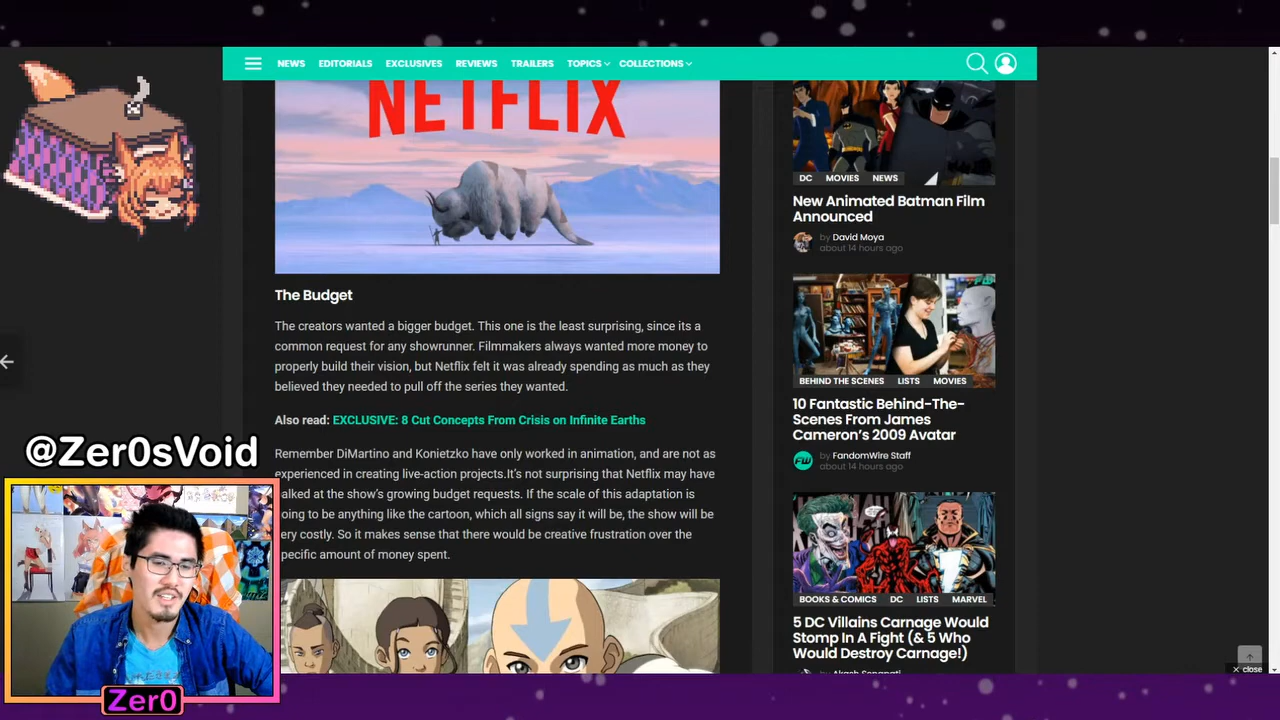 NEWS EDITORIALS EXCLUSIVES REVIEWS TRAILERS TOPICS COLLECTIONS
NETFLIX
The Budget
The creators wanted a bigger budget. This one is the least surprising, since its a
common request for any showrunner. Filmmakers always wanted more money to
properly build their vision, but Netflix felt it was already spending as much as they
believed they needed to pull off the series they wanted.
Also read: EXCLUSIVE: 8 Cut Concepts From Crisis on Infinite Earths
Remember DiMartino and Konietzko have only worked in animation, and are not as
experienced in creating live-action projects.It's not surprising that Netflix may have
alked at the show's growing budget requests. If the scale of this adaptation is
oing to be anything like the cartoon, which all signs say it will be, the show will be
ery costly. So it makes sense that there would be creative frustration over the
pecific amount of money spent.
DC MOVIES NEWS
New Animated Batman Film
Announced
by David Moya
about 14 hours ago
FW
BEHIND THE SCENES LISTS MOVIES
10 Fantastic Behind-The-
Scenes From James
Cameron's 2009 Avatar
FW by FandomWire Staff
about 14 hours ago
BOOKS & COMICS DC LISTS MARVEL
5 DC Villains Carnage Would
Stomp In A Fight (& 5 Who
Would Destroy Carnage!)
× close
@Zer0sVoid
Zer0